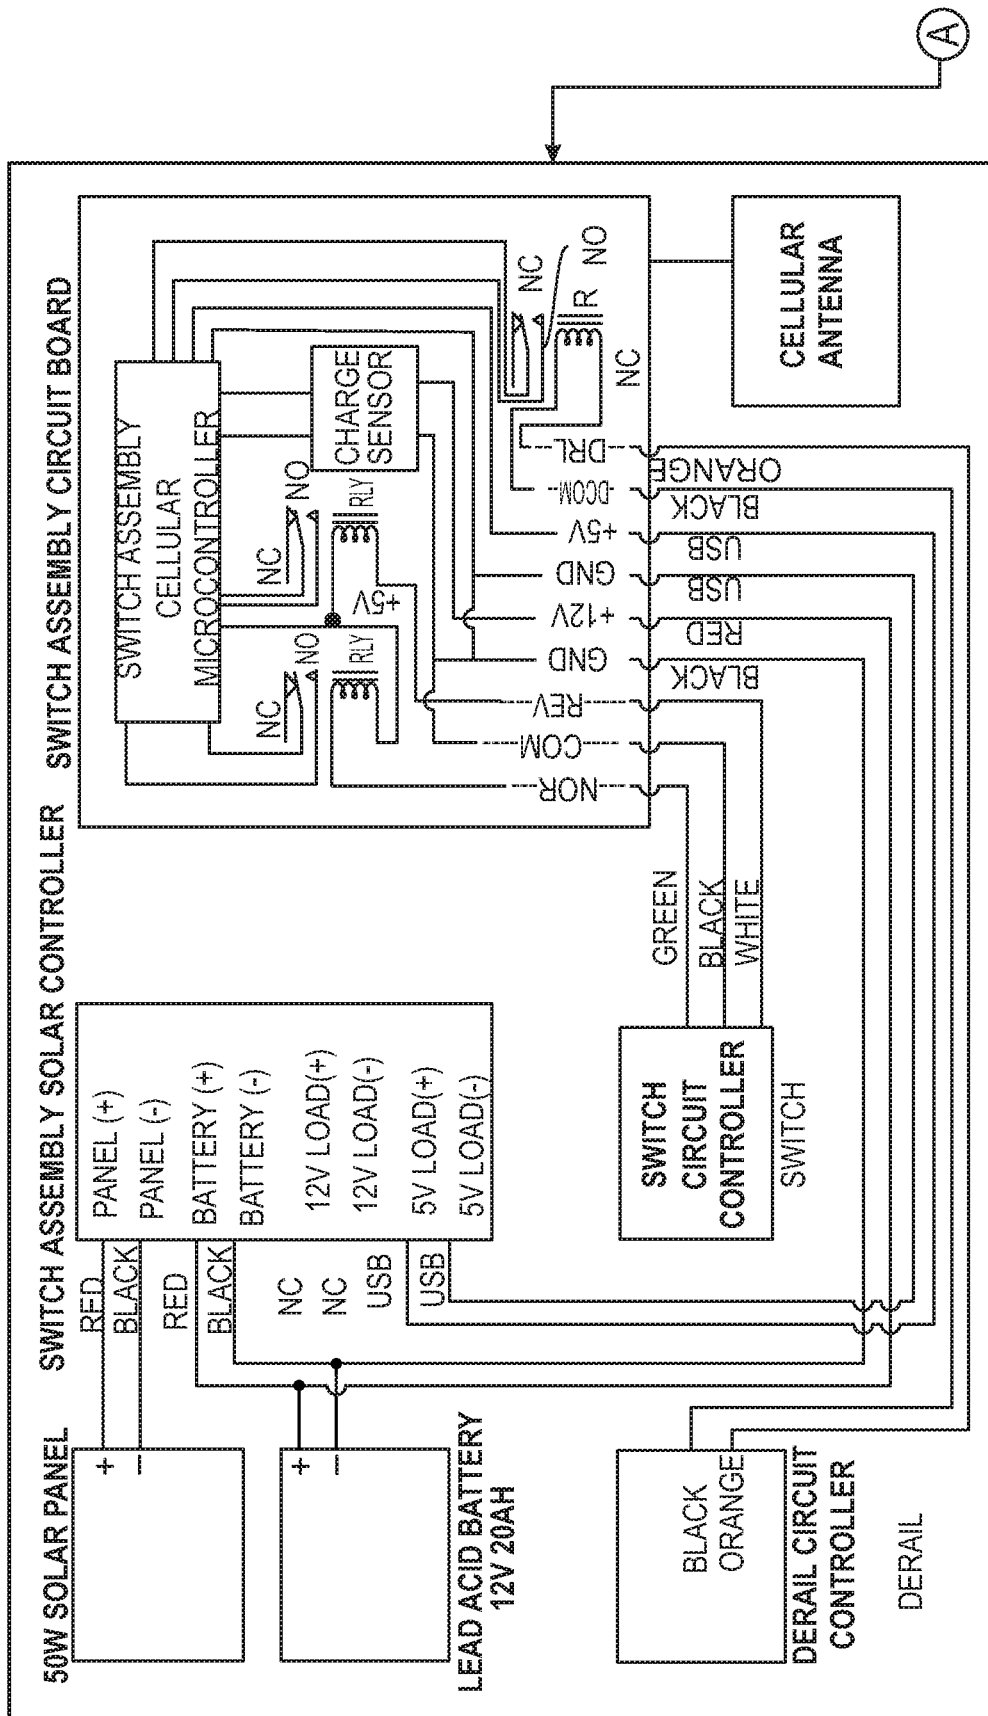 A
SWITCH ASSEMBLY CIRCUIT BOARD
SWITCH ASSEMBLY
CELLULAR
MICROCONTROLLER
CHARGE
SENSOR
NC
NO
RLY
NC
NO
RLY
+5V
NC
NO
R
NC
NOR
COM
REV
GND
+12V
GND
+5V
DCOM
DRL
BLACK
RED
USB
USB
BLACK
ORANGE
CELLULAR
ANTENNA
SWITCH ASSEMBLY SOLAR CONTROLLER
PANEL (+)
PANEL (-)
BATTERY (+)
BATTERY (-)
12V LOAD(+)
12V LOAD(-)
5V LOAD(+)
5V LOAD(-)
RED
BLACK
RED
BLACK
NC
NC
USB
USB
GREEN
BLACK
WHITE
SWITCH
CIRCUIT
CONTROLLER
SWITCH
50W SOLAR PANEL
+
-
LEAD ACID BATTERY
12V 20AH
+
-
BLACK
ORANGE
DERAIL CIRCUIT
CONTROLLER
DERAIL